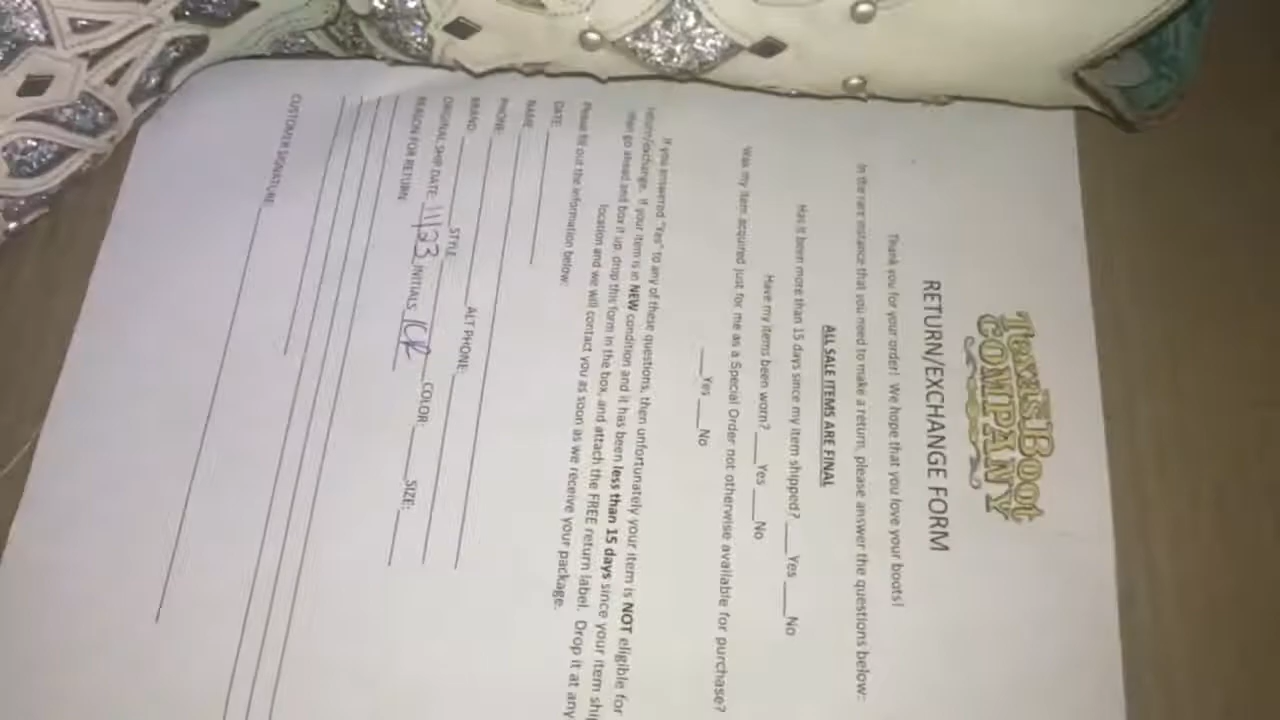 Texas Boot
COMPANY
RETURN/EXCHANGE FORM
Thank you for your order! We hope that you love your boots!
In the rare instance that you need to make a return, please answer the questions below:
ALL SALE ITEMS ARE FINAL
Has it been more than 15 days since my item shipped? ____Yes ____No
Have my items been worn? ____Yes ____No
Was my item acquired just for me as a Special Order not otherwise available for purchase?
____Yes ____No
If you answered "Yes" to any of these questions, then unfortunately your item is NOT eligible for
return/exchange. If your item is in NEW condition and it has been less than 15 days since your item shi
then go ahead and box it up, drop this form in the box, and attach the FREE return label. Drop it at any
location and we will contact you as soon as we receive your package.
Please fill out the information below:
DATE:
NAME:
PHONE: ALT PHONE:
BRAND: STYLE COLOR: SIZE:
ORIGINAL SHIP DATE: 11/23 INITIALS:
REASON FOR RETURN:
CUSTOMER SIGNATURE: